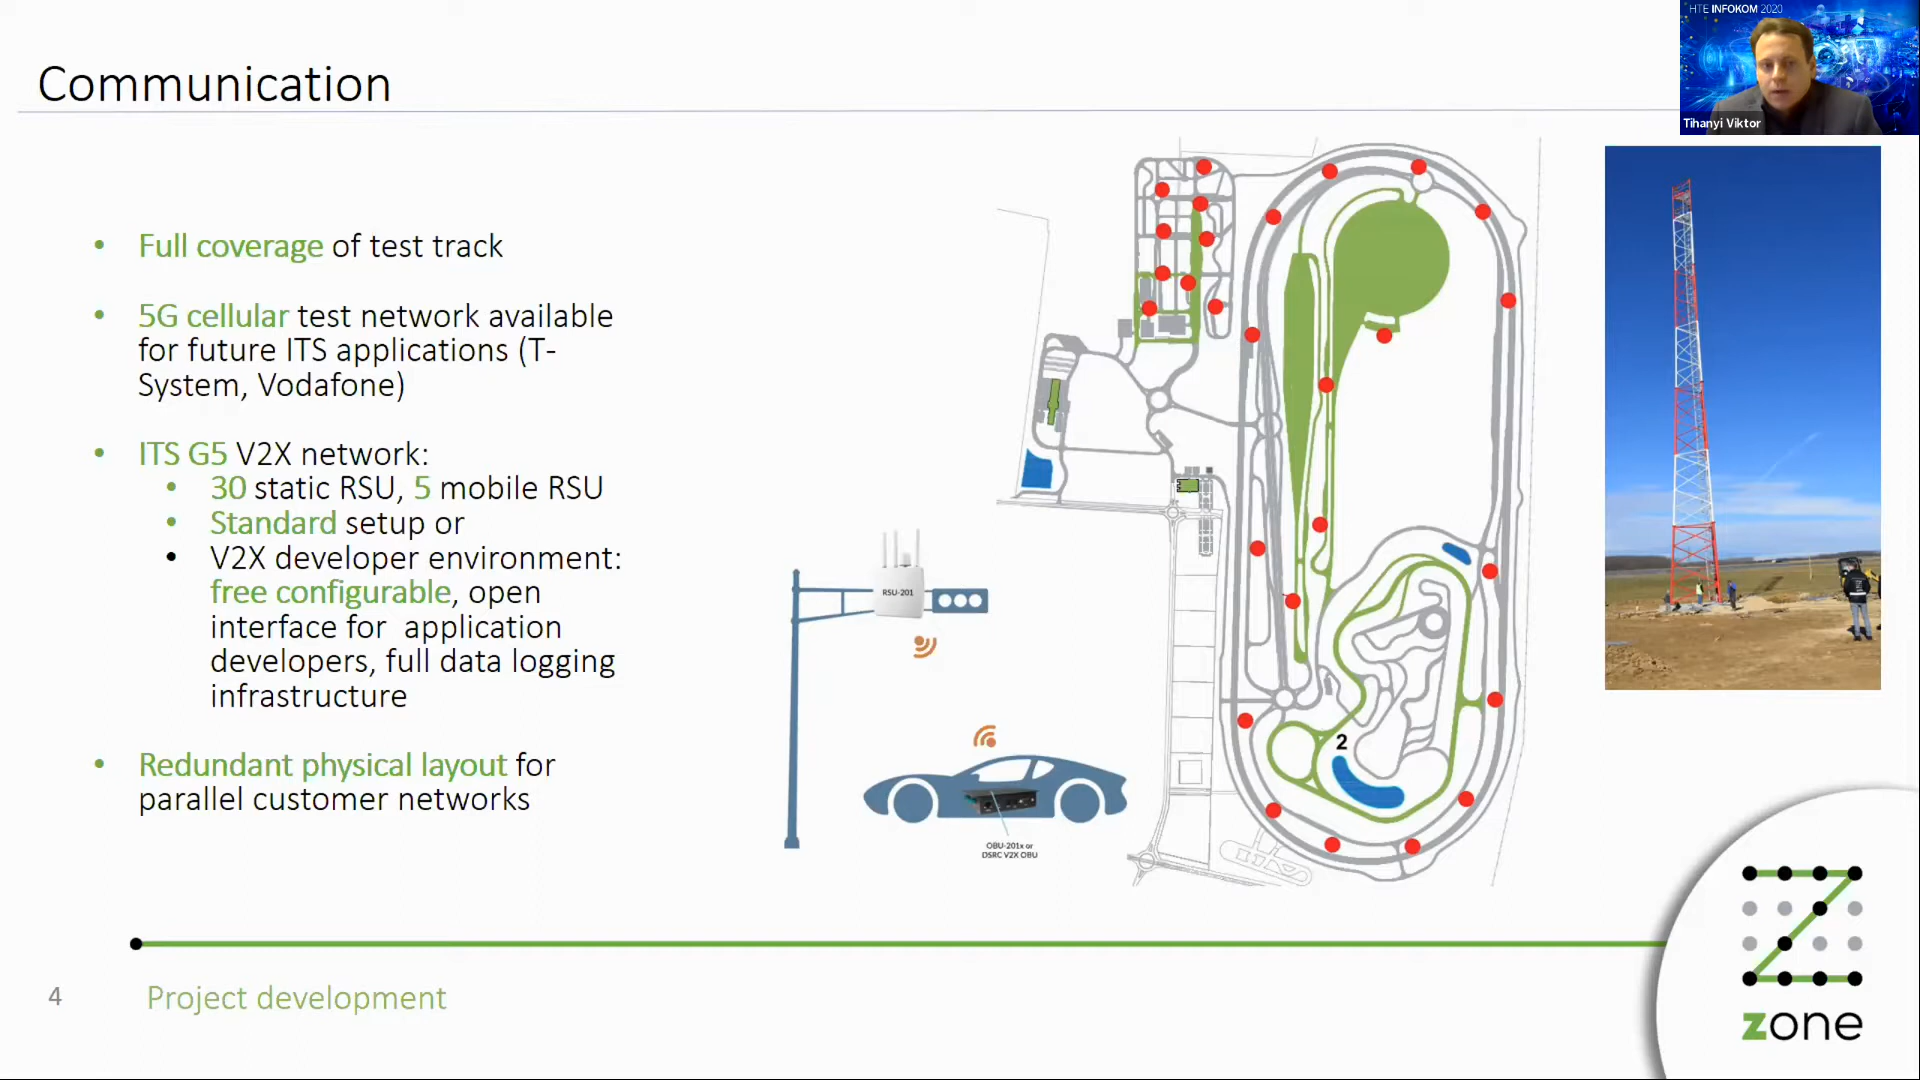 HTE INFOKOM 2020
Tihanyi Viktor
Communication
• Full coverage of test track
• 5G cellular test network available
for future ITS applications (T-
System, Vodafone)
• ITS G5 V2X network:
• 30 static RSU, 5 mobile RSU
• Standard setup or
• V2X developer environment:
free configurable, open
interface for application
developers, full data logging
infrastructure
• Redundant physical layout for
parallel customer networks
RSU-201
OBU-201x or
DSRC V2X OBU
2
4
Project development
zone